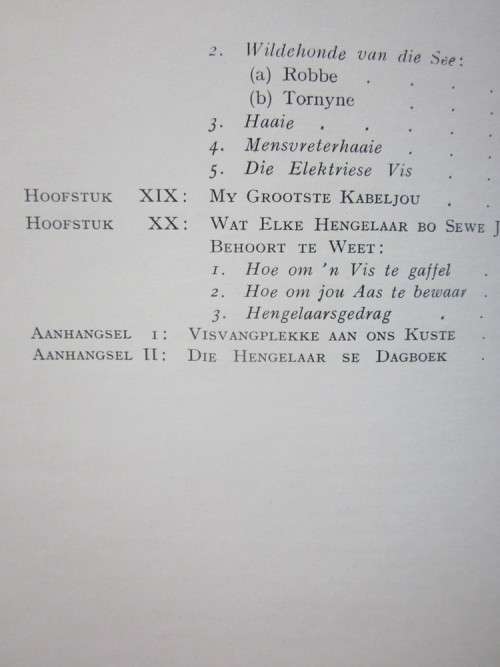 2. Wildehonde van die See:
(a) Robbe . .
(b) Tornyne . . .
3. Haaie . . . .
4. Mensvreterhaaie . .
5. Die Elektriese Vis . .
HOOFSTUK XIX: MY GROOTSTE KABELJOU . .
HOOFSTUK XX: WAT ELKE HENGELAAR BO SEWE J
BEHOORT TE WEET:
1. Hoe om 'n Vis te gaffel .
2. Hoe om jou Aas te bewaar .
3. Hengelaarsgedrag . .
AANHANGSEL I: VISVANGPLEKKE AAN ONS KUSTE .
AANHANGSEL II: DIE HENGELAAR SE DAGBOEK .